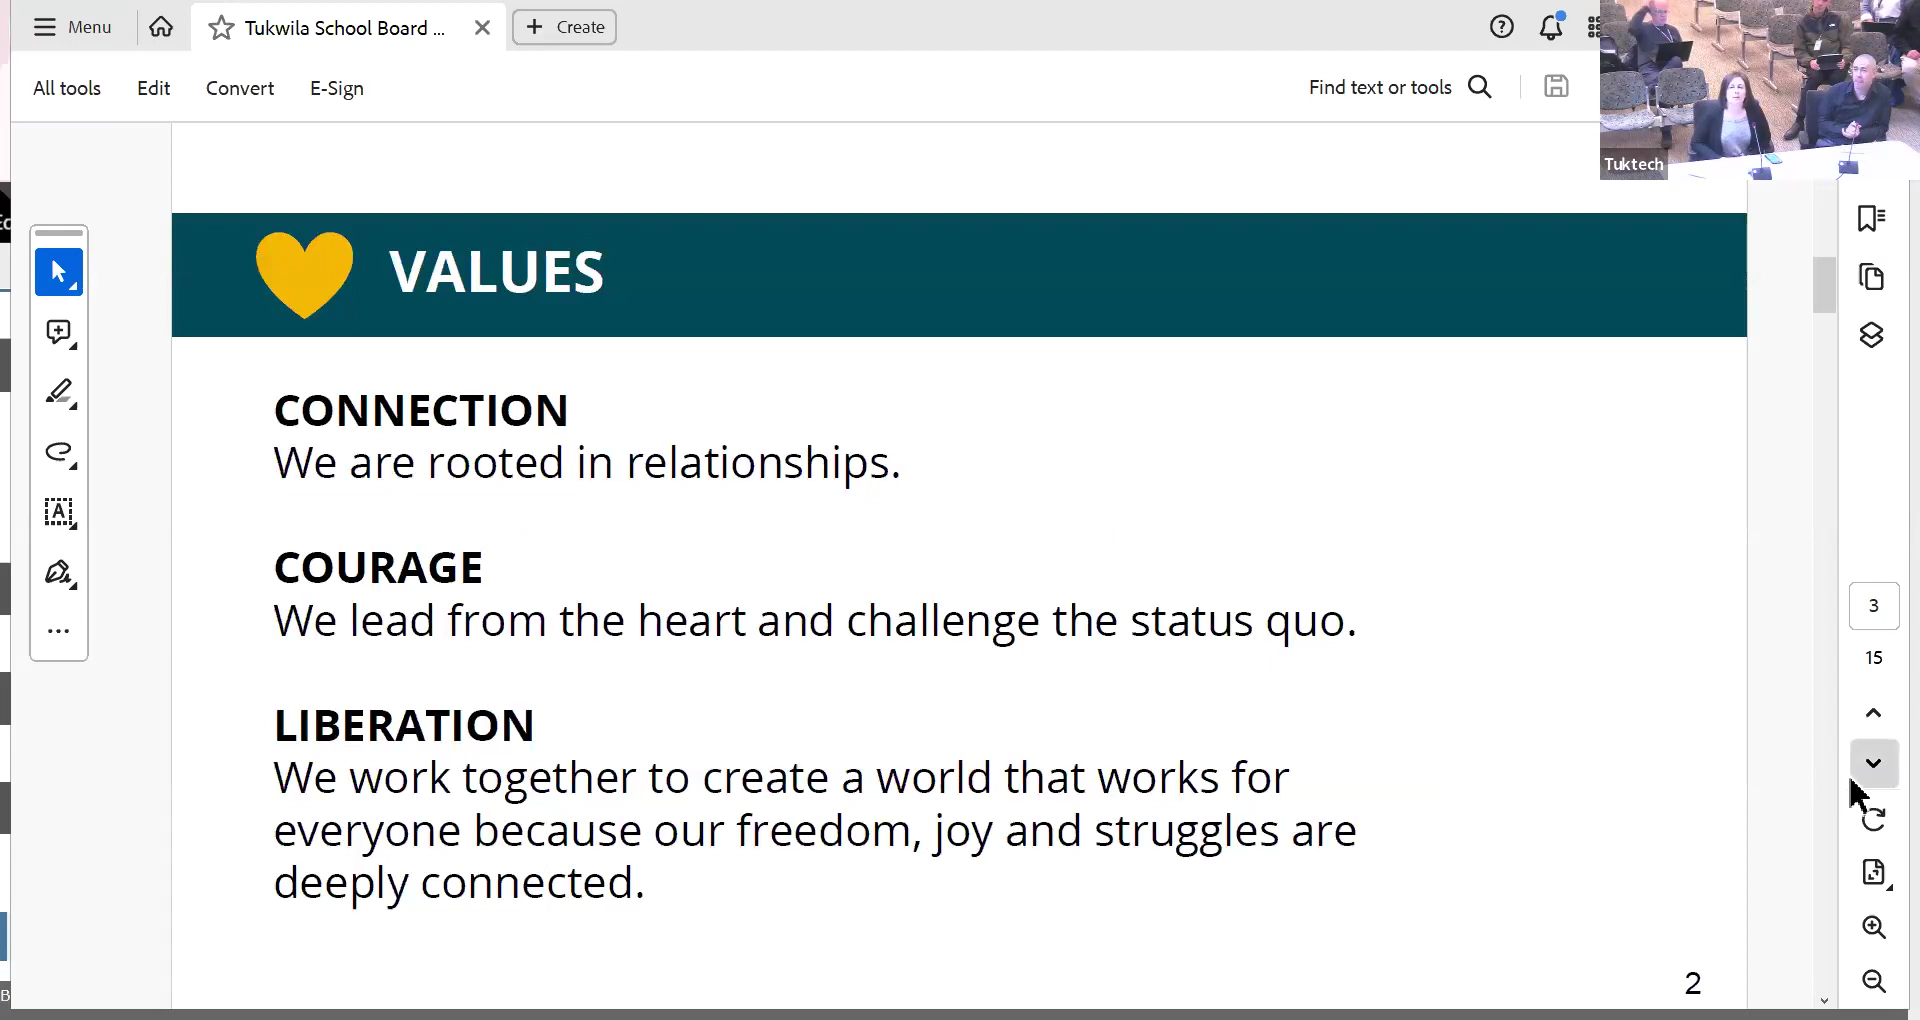 Menu
Tukwila School Board ...
Create
All tools
Edit
Convert
E-Sign
Find text or tools
Tuktech
VALUES
CONNECTION
We are rooted in relationships.
COURAGE
We lead from the heart and challenge the status quo.
LIBERATION
We work together to create a world that works for
everyone because our freedom, joy and struggles are
deeply connected.
2
3
15